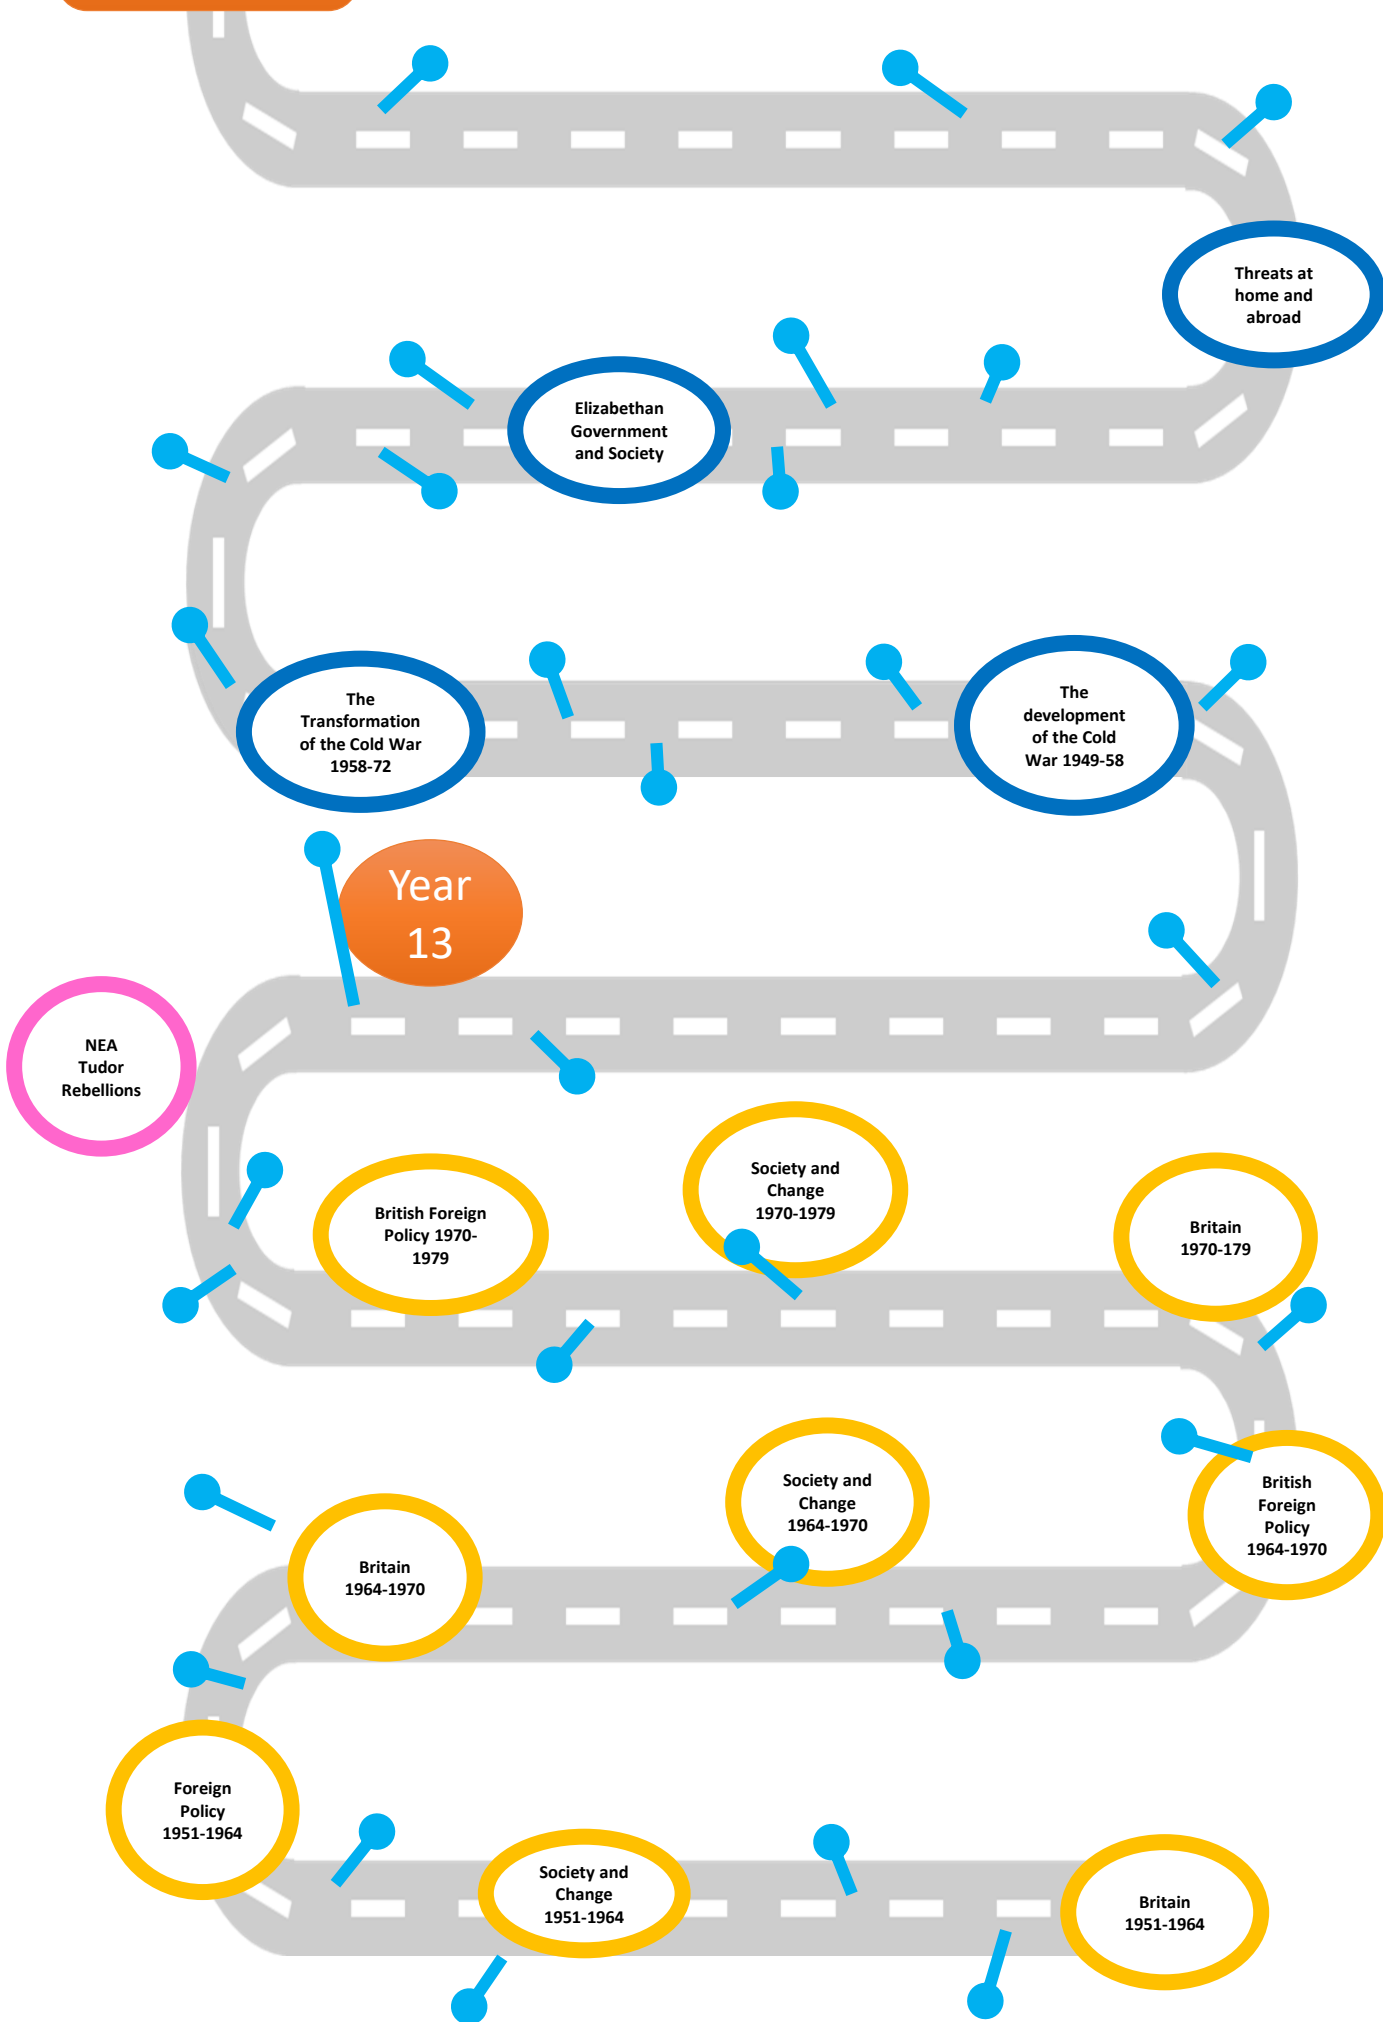 Threats at
home and
abroad
Elizabethan
Government
and Society
The
Transformation
of the Cold War
1958-72
The
development
of the Cold
War 1949-58
Year
13
NEA
Tudor
Rebellions
British Foreign
Policy 1970-
1979
Society and
Change
1970-1979
Britain
1970-179
Britain
1964-1970
Society and
Change
1964-1970
British
Foreign
Policy
1964-1970
Foreign
Policy
1951-1964
Society and
Change
1951-1964
Britain
1951-1964